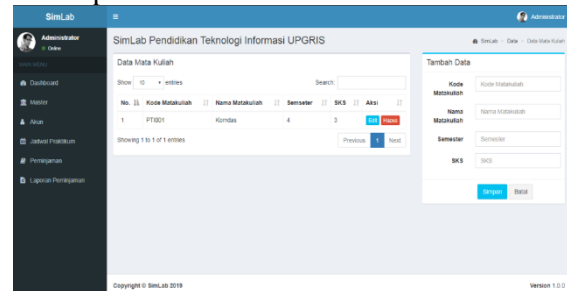 SimLab
Administrator
Administrator
Online
SimLab Pendidikan Teknologi Informasi UPGRIS
SimLab > Data > Data Mata Kuliah
MAIN MENU
Dashboard
Master
Akun
Jadwal Praktikum
Peminjaman
Laporan Peminjaman
Data Mata Kuliah
Show 10 entries Search:
No. Kode Matakuliah Nama Matakuliah Semseter SKS Aksi
1 PTI001 Komdas 4 3 Edit Hapus
Showing 1 to 1 of 1 entries
Previous 1 Next
Tambah Data
Kode Matakuliah Kode Matakuliah
Nama Matakuliah Nama Matakuliah
Semester Semester
SKS SKS
Simpan Batal
Copyright © SimLab 2019
Version 1.0.0